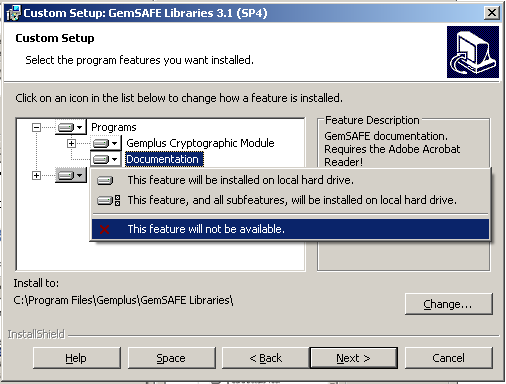 Custom Setup: GemSAFE Libraries 3.1 (SP4)
Custom Setup
Select the program features you want installed.
Click on an icon in the list below to change how a feature is installed.
Programs
Gemplus Cryptographic Module
Documentation
Feature Description
GemSAFE documentation.
Requires the Adobe Acrobat
Reader!
This feature will be installed on local hard drive.
This feature, and all subfeatures, will be installed on local hard drive.
This feature will not be available.
Install to:
C:\Program Files\Gemplus\GemSAFE Libraries\
Change...
InstallShield
Help
Space
< Back
Next >
Cancel